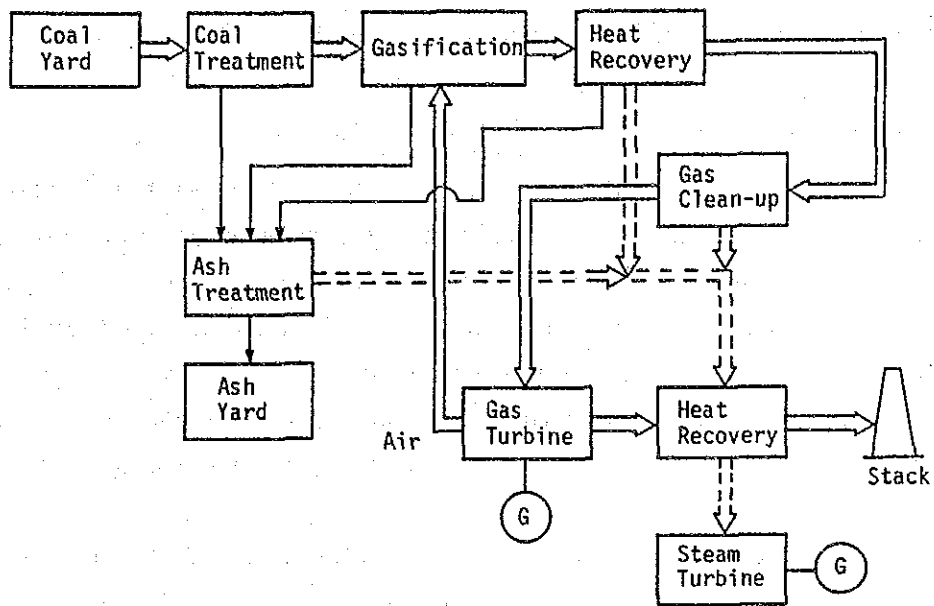 Coal
Yard
Coal
Treatment
Gasification
Heat
Recovery
Gas
Clean-up
Ash
Treatment
Ash
Yard
Air
Gas
Turbine
Heat
Recovery
Stack
G
Steam
Turbine
G